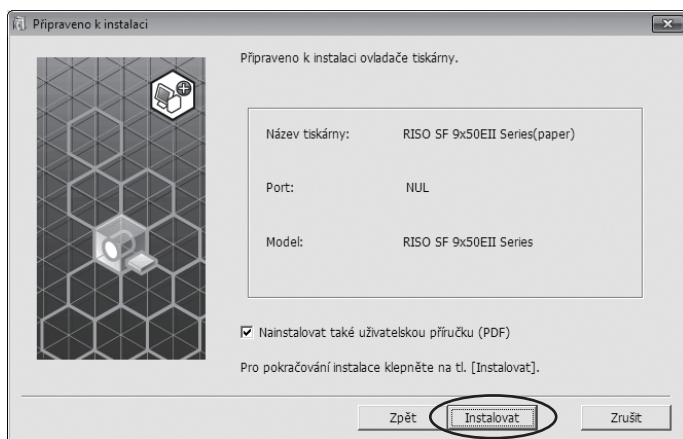 Připraveno k instalaci
Připraveno k instalaci ovladače tiskárny.
Název tiskárny: RISO SF 9x50EII Series(paper)
Port: NUL
Model: RISO SF 9x50EII Series
Nainstalovat také uživatelskou příručku (PDF)
Pro pokračování instalace klepněte na tl. [Instalovat].
Zpět Instalovat Zrušit